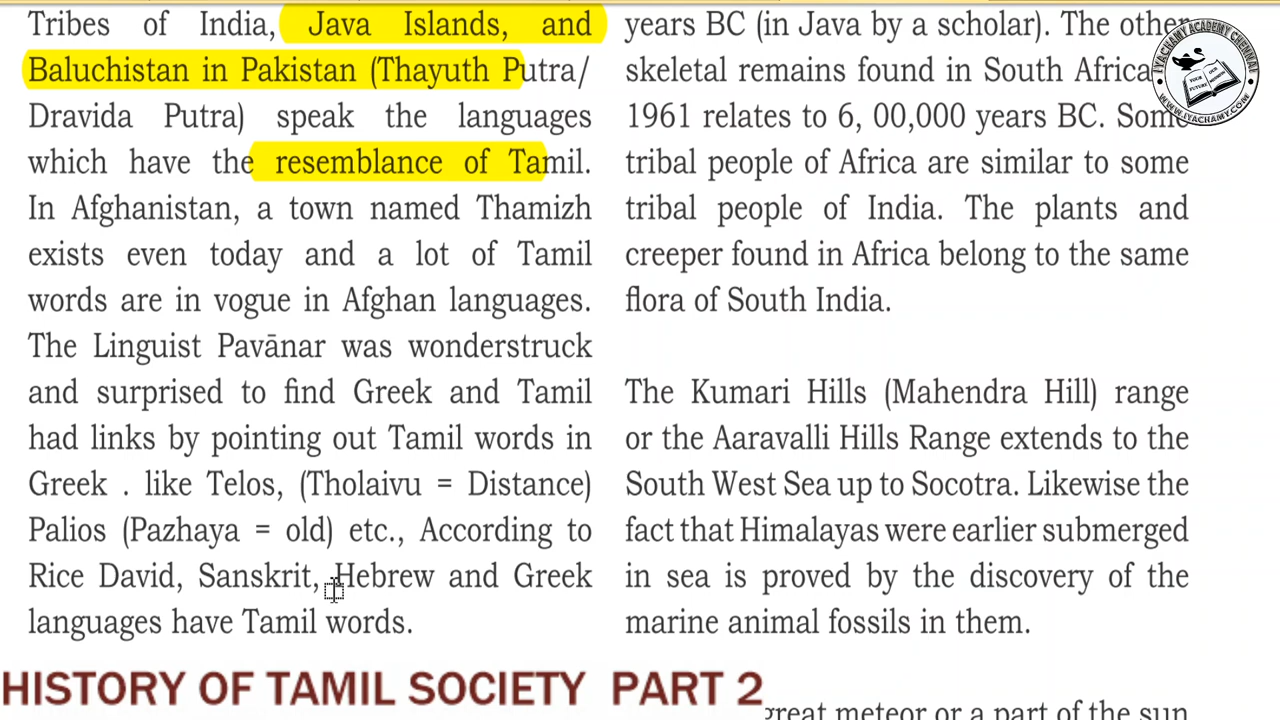 Tribes of India, Java Islands, and
Baluchistan in Pakistan (Thayuth Putra/
Dravida Putra) speak the languages
which have the resemblance of Tamil.
In Afghanistan, a town named Thamizh
exists even today and a lot of Tamil
words are in vogue in Afghan languages.
The Linguist Pavānar was wonderstruck
and surprised to find Greek and Tamil
had links by pointing out Tamil words in
Greek . like Telos, (Tholaivu = Distance)
Palios (Pazhaya = old) etc., According to
Rice David, Sanskrit, Hebrew and Greek
languages have Tamil words.
years BC (in Java by a scholar). The other
skeletal remains found in South Africa
1961 relates to 6, 00,000 years BC. Some
tribal people of Africa are similar to some
tribal people of India. The plants and
creeper found in Africa belong to the same
flora of South India.
The Kumari Hills (Mahendra Hill) range
or the Aaravalli Hills Range extends to the
South West Sea up to Socotra. Likewise the
fact that Himalayas were earlier submerged
in sea is proved by the discovery of the
marine animal fossils in them.
great meteor or a part of the sun
HISTORY OF TAMIL SOCIETY PART 2
IYACHAMY ACADEMY CHENNAI
YOUR FUTURE
OUR MISSION
WWW.IYACHAMY.COM